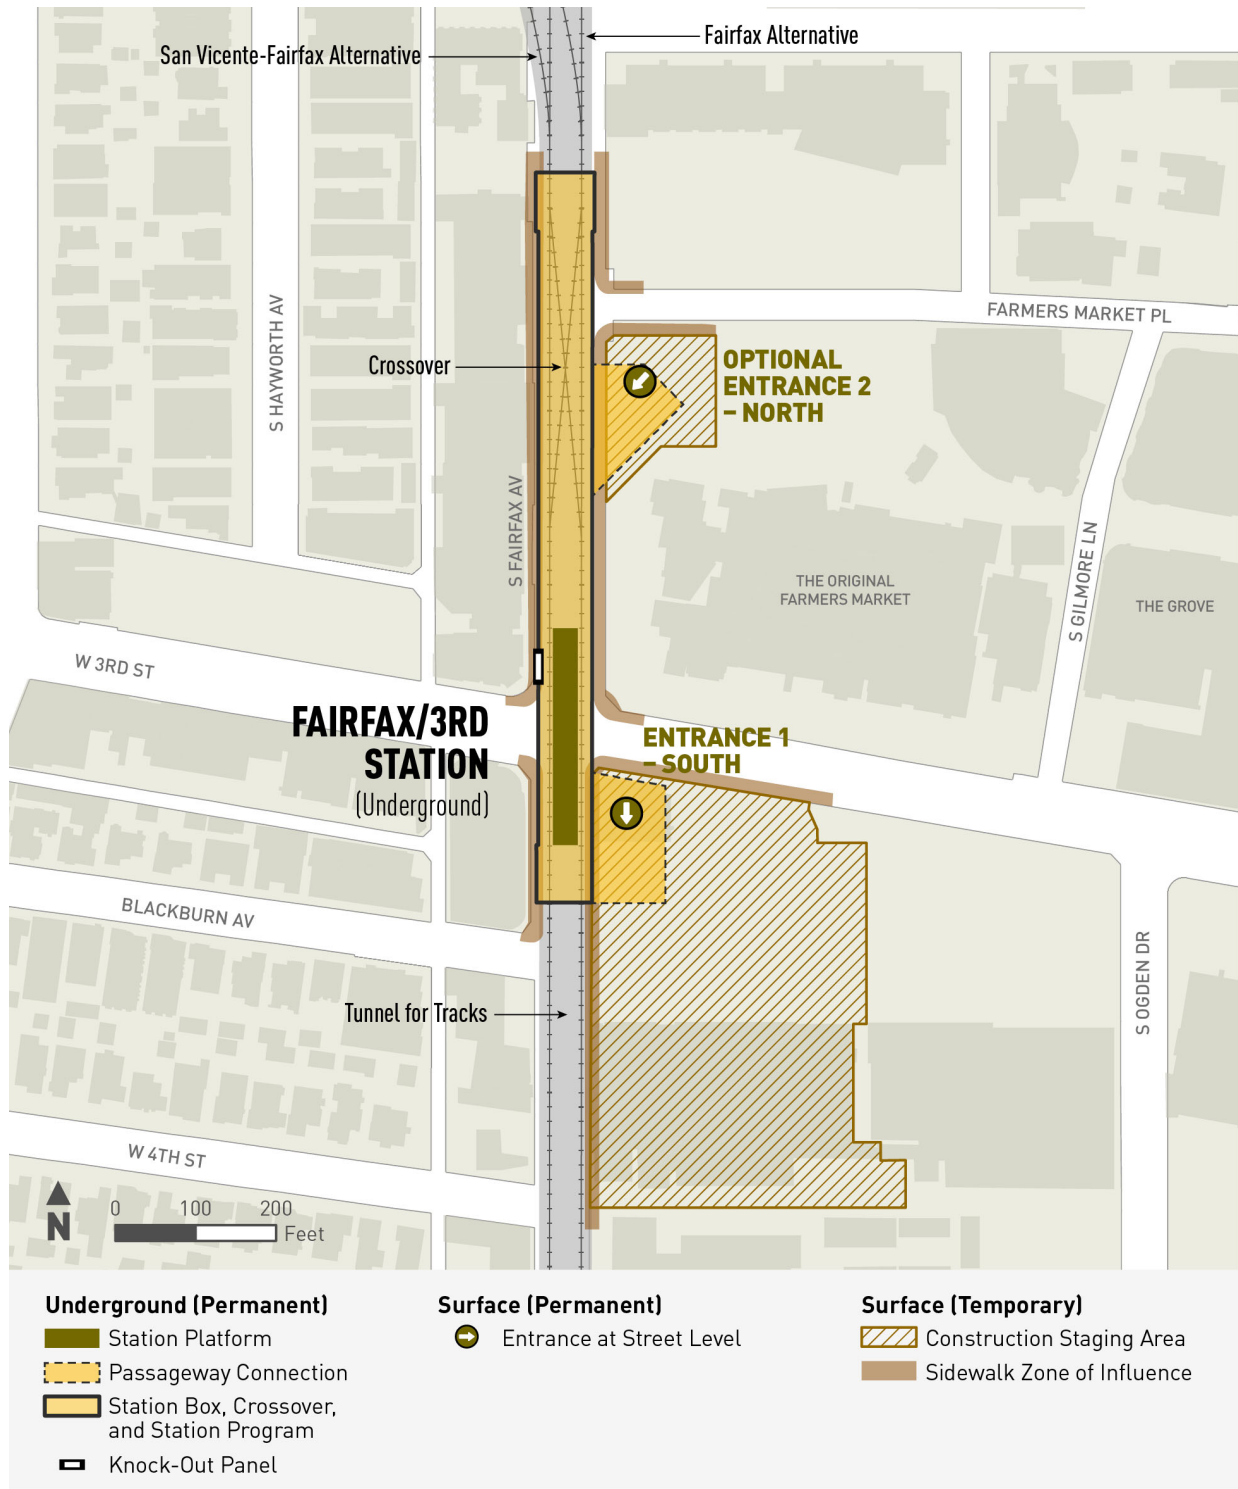 San Vicente-Fairfax Alternative
Fairfax Alternative
FARMERS MARKET PL
S HAYWORTH AV
Crossover
OPTIONAL
ENTRANCE 2
– NORTH
S FAIRFAX AV
S GILMORE LN
THE ORIGINAL
FARMERS MARKET
THE GROVE
W 3RD ST
FAIRFAX/3RD
STATION
(Underground)
ENTRANCE 1
– SOUTH
BLACKBURN AV
S OGDEN DR
Tunnel for Tracks
W 4TH ST
N
0 100 200
Feet
Underground (Permanent)
Station Platform
Passageway Connection
Station Box, Crossover,
and Station Program
Knock-Out Panel
Surface (Permanent)
Entrance at Street Level
Surface (Temporary)
Construction Staging Area
Sidewalk Zone of Influence